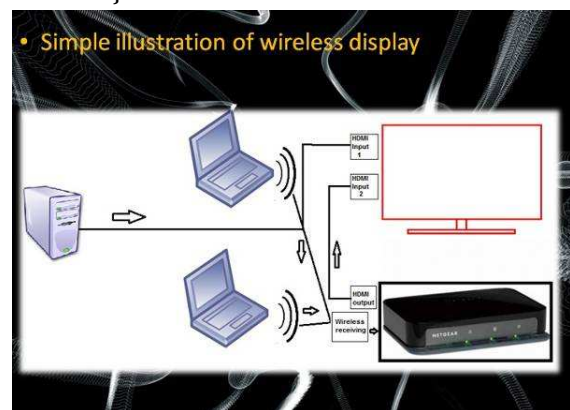 • Simple illustration of wireless display
HDMI
Input
1
HDMI
Input
2
HDMI
output
Wireless
receiving
NETGEAR